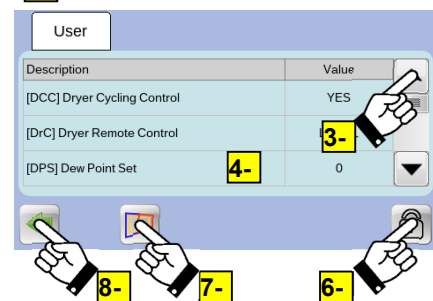 User
Description Value
[DCC] Dryer Cycling Control YES
[DrC] Dryer Remote Control
3-
[DPS] Dew Point Set 4- 0
8- 7- 6-